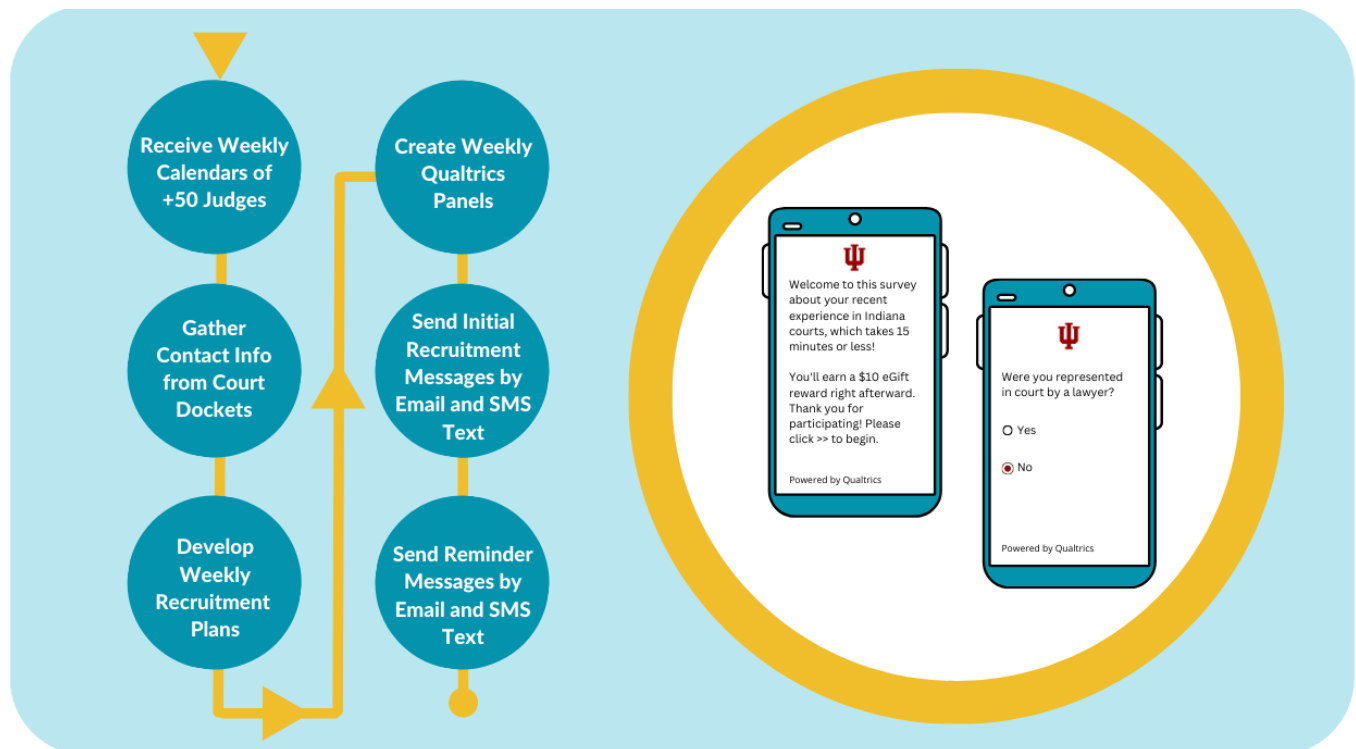 Receive Weekly
Calendars of
+50 Judges
Gather
Contact Info
from Court
Dockets
Develop
Weekly
Recruitment
Plans
Create Weekly
Qualtrics
Panels
Send Initial
Recruitment
Messages by
Email and SMS
Text
Send Reminder
Messages by
Email and SMS
Text
Welcome to this survey
about your recent
experience in Indiana
courts, which takes 15
minutes or less!
You'll earn a $10 eGift
reward right afterward.
Thank you for
participating! Please
click >> to begin.
Powered by Qualtrics
Were you represented
in court by a lawyer?
Yes
No
Powered by Qualtrics